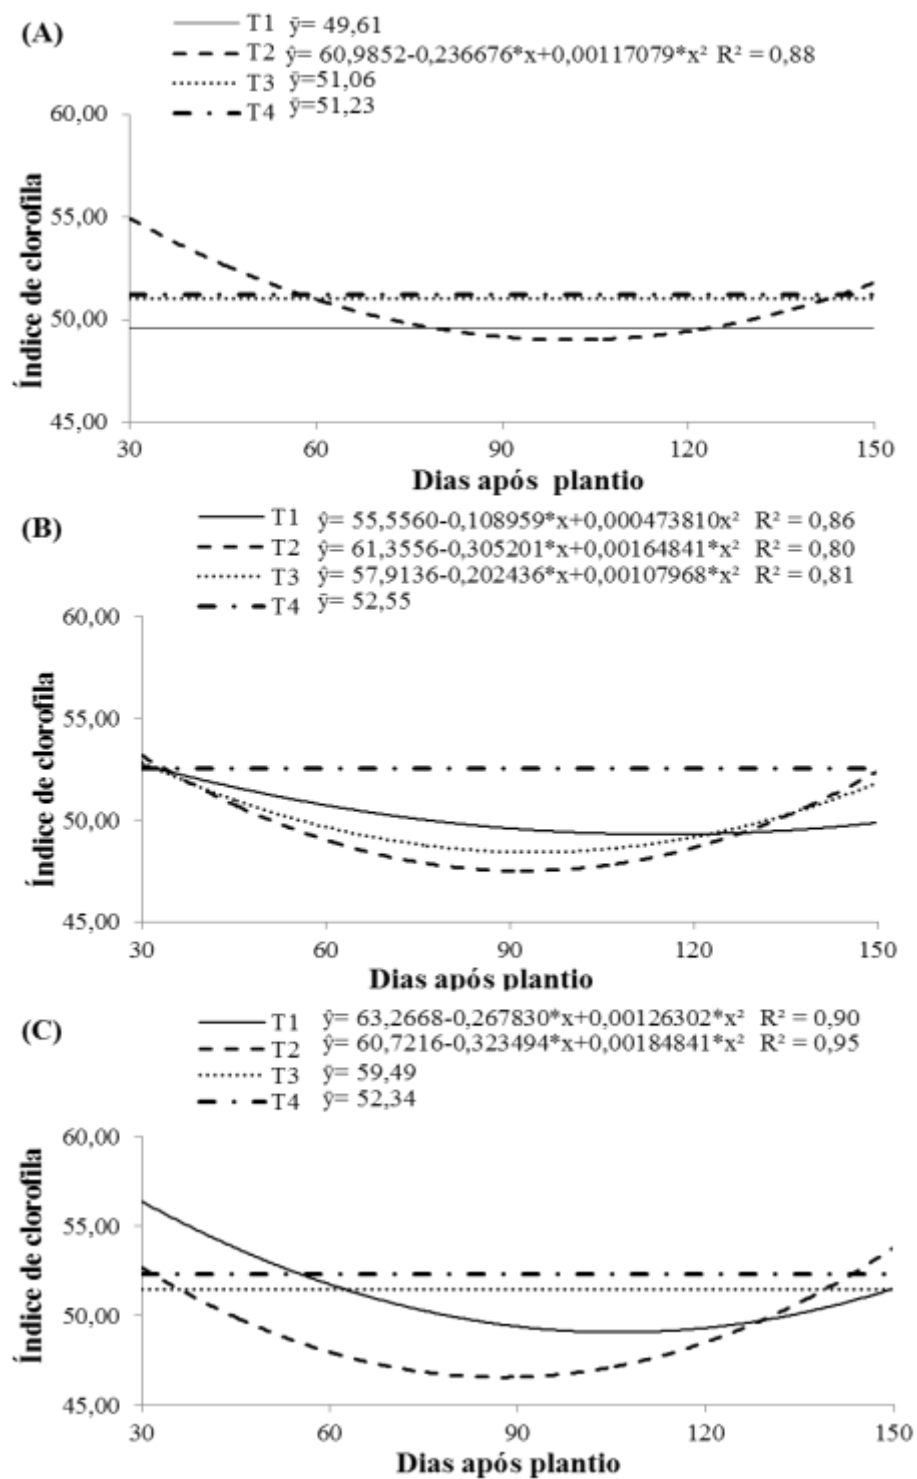 (A)
T1 ȳ= 49,61
T2 ŷ= 60,9852-0,236676*x+0,00117079*x² R² = 0,88
T3 ȳ=51,06
T4 ȳ=51,23
60,00
55,00
50,00
45,00
Índice de clorofila
30 60 90 120 150
Dias após plantio
(B)
T1 ŷ= 55,5560-0,108959*x+0,000473810x² R² = 0,86
T2 ŷ= 61,3556-0,305201*x+0,00164841*x² R² = 0,80
T3 ŷ= 57,9136-0,202436*x+0,00107968*x² R² = 0,81
T4 ȳ= 52,55
60,00
55,00
50,00
45,00
Índice de clorofila
30 60 90 120 150
Dias após plantio
(C)
T1 ŷ= 63,2668-0,267830*x+0,00126302*x² R² = 0,90
T2 ŷ= 60,7216-0,323494*x+0,00184841*x² R² = 0,95
T3 ȳ= 59,49
T4 ȳ= 52,34
60,00
55,00
50,00
45,00
Índice de clorofila
30 60 90 120 150
Dias após plantio